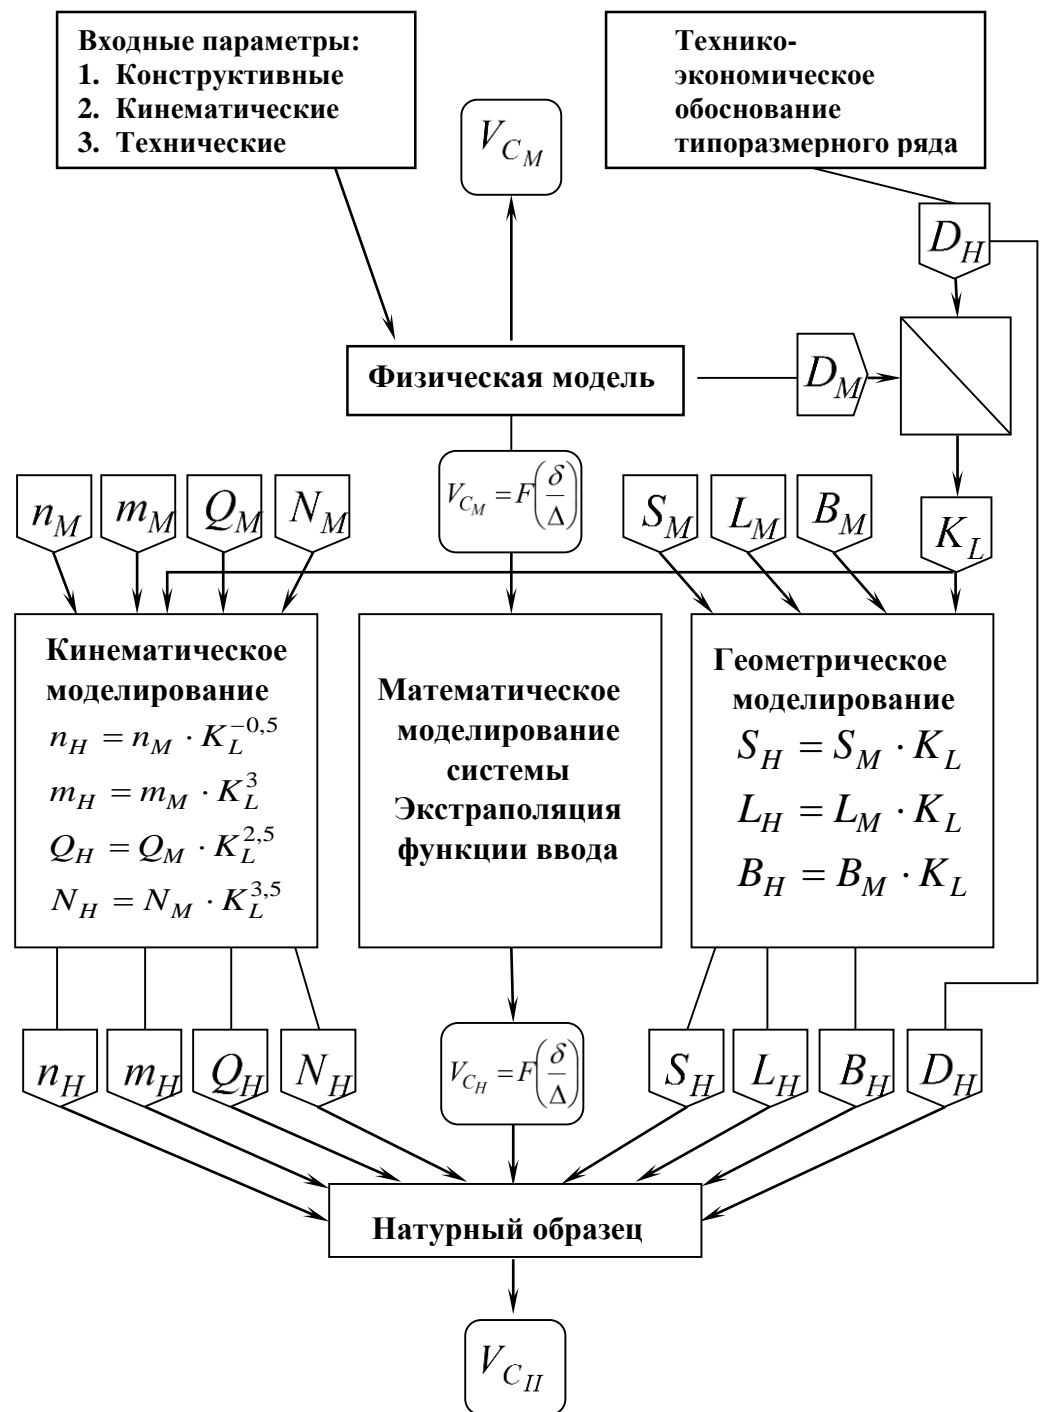 Входные параметры:
1. Конструктивные
2. Кинематические
3. Технические
Технико-
экономическое
обоснование
типоразмерного ряда
V_{C_M}
D_H
Физическая модель
D_M
V_{C_M} = F(δ/Δ)
n_M
m_M
Q_M
N_M
S_M
L_M
B_M
K_L
Кинематическое
моделирование
n_H = n_M · K_L^{-0,5}
m_H = m_M · K_L^{3}
Q_H = Q_M · K_L^{2,5}
N_H = N_M · K_L^{3,5}
Математическое
моделирование
системы
Экстраполяция
функции ввода
Геометрическое
моделирование
S_H = S_M · K_L
L_H = L_M · K_L
B_H = B_M · K_L
n_H
m_H
Q_H
N_H
V_{C_H} = F(δ/Δ)
S_H
L_H
B_H
D_H
Натурный образец
V_{C_{II}}